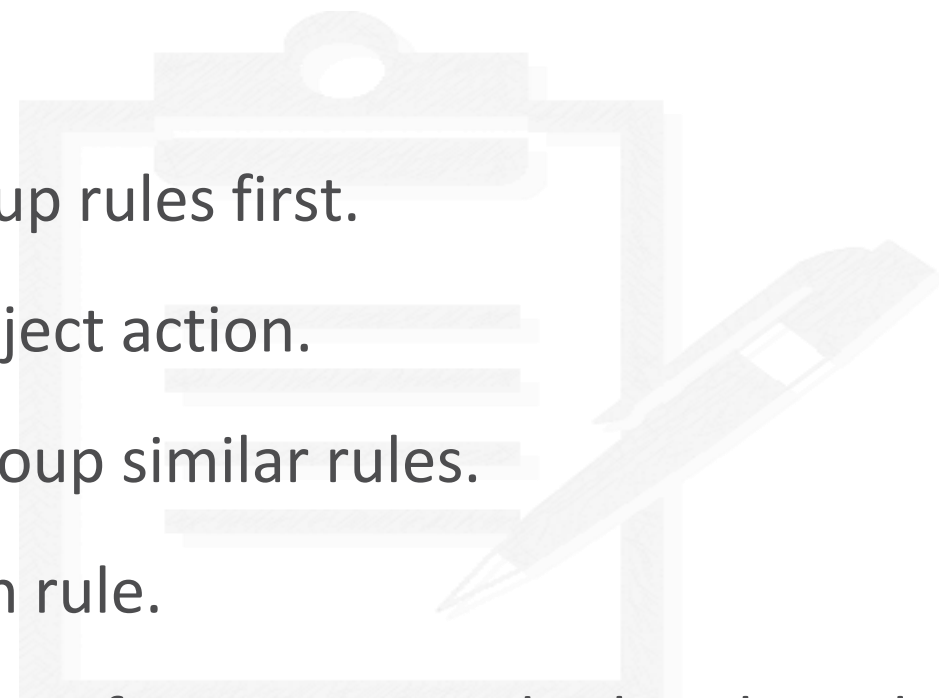 up rules first.
ject action.
oup similar rules.
rule.